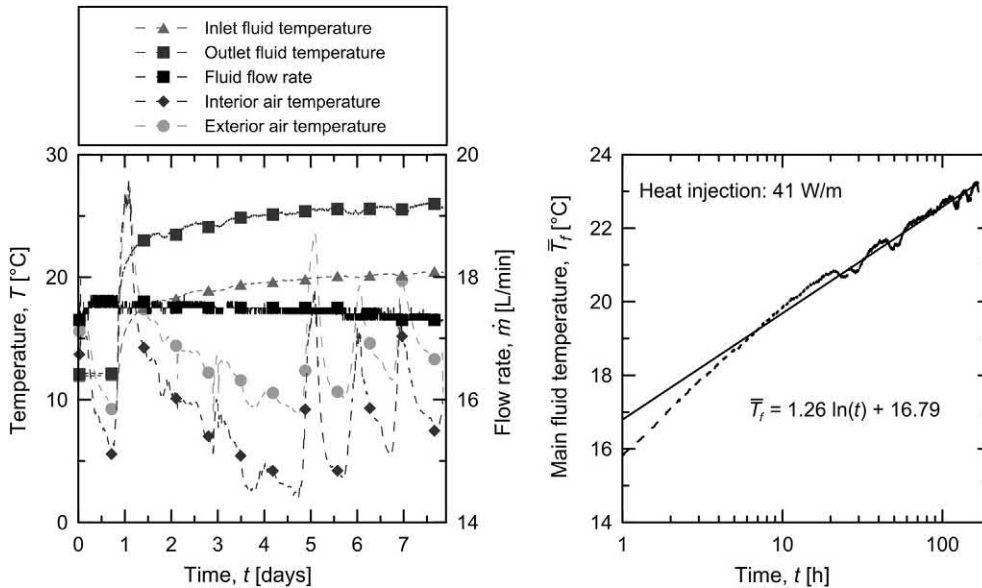 Inlet fluid temperature
Outlet fluid temperature
Fluid flow rate
Interior air temperature
Exterior air temperature
30
20
10
0
Temperature, T [°C]
20
18
16
14
Flow rate, ṁ [L/min]
0 1 2 3 4 5 6 7
Time, t [days]
24
22
20
18
16
14
Main fluid temperature, T̿_f [°C]
Heat injection: 41 W/m
T̿_f = 1.26 ln(t) + 16.79
1 10 100
Time, t [h]